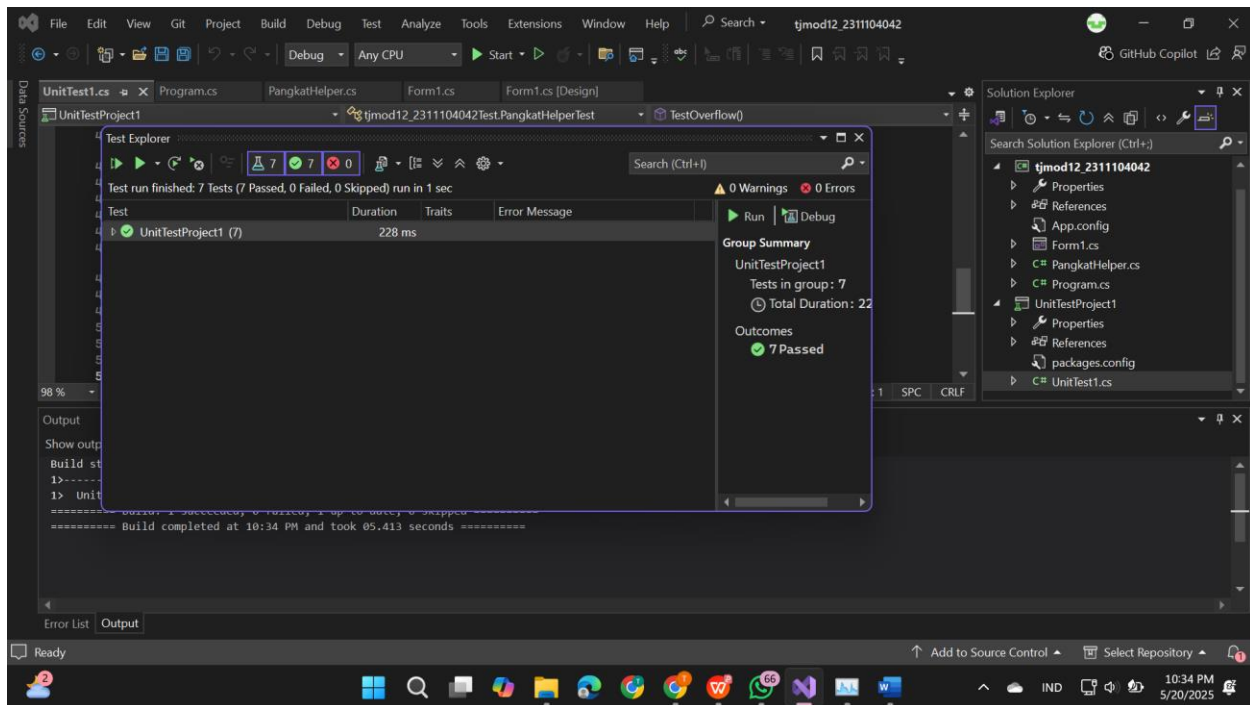 File Edit View Git Project Build Debug Test Analyze Tools Extensions Window Help Search tjmod12_2311104042
Debug Any CPU Start GitHub Copilot
Data Sources
UnitTest1.cs Program.cs PangkatHelper.cs Form1.cs Form1.cs [Design]
UnitTestProject1 tjmod12_2311104042Test.PangkatHelperTest TestOverflow()
Test Explorer
7 7 0 Search (Ctrl+I)
Test run finished: 7 Tests (7 Passed, 0 Failed, 0 Skipped) run in 1 sec 0 Warnings 0 Errors
Test Duration Traits Error Message
UnitTestProject1 (7) 228 ms
Run Debug
Group Summary
UnitTestProject1
Tests in group: 7
Total Duration: 22
Outcomes
7 Passed
98 % : 1 SPC CRLF
Solution Explorer
Search Solution Explorer (Ctrl+;)
tjmod12_2311104042
Properties
References
App.config
Form1.cs
C# PangkatHelper.cs
C# Program.cs
UnitTestProject1
Properties
References
packages.config
C# UnitTest1.cs
Output
Show outp
Build st
1>------
1> Unit
========== Build completed at 10:34 PM and took 05.413 seconds ==========
Error List Output
Ready Add to Source Control Select Repository 1
2 66 IND 10:34 PM
5/20/2025